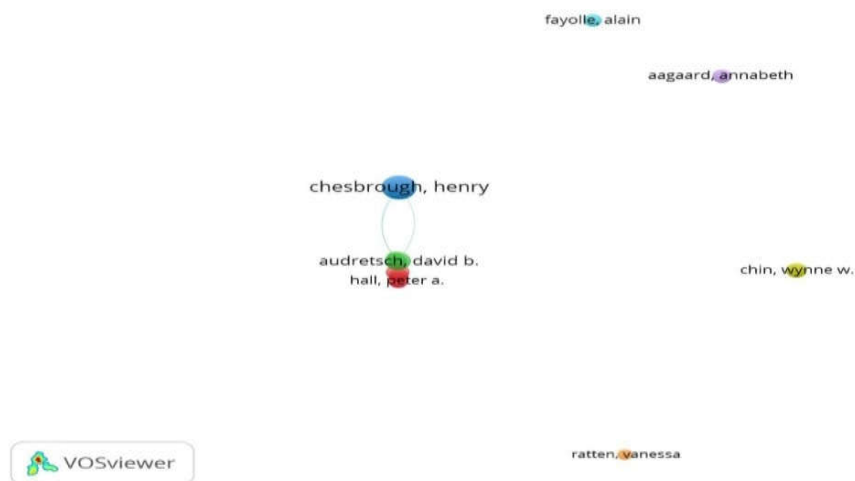 fayolle, alain
aagaard, annabeth
chesbrough, henry
audretsch, david b.
hall, peter a.
chin, wynne w.
ratten, vanessa
VOSviewer